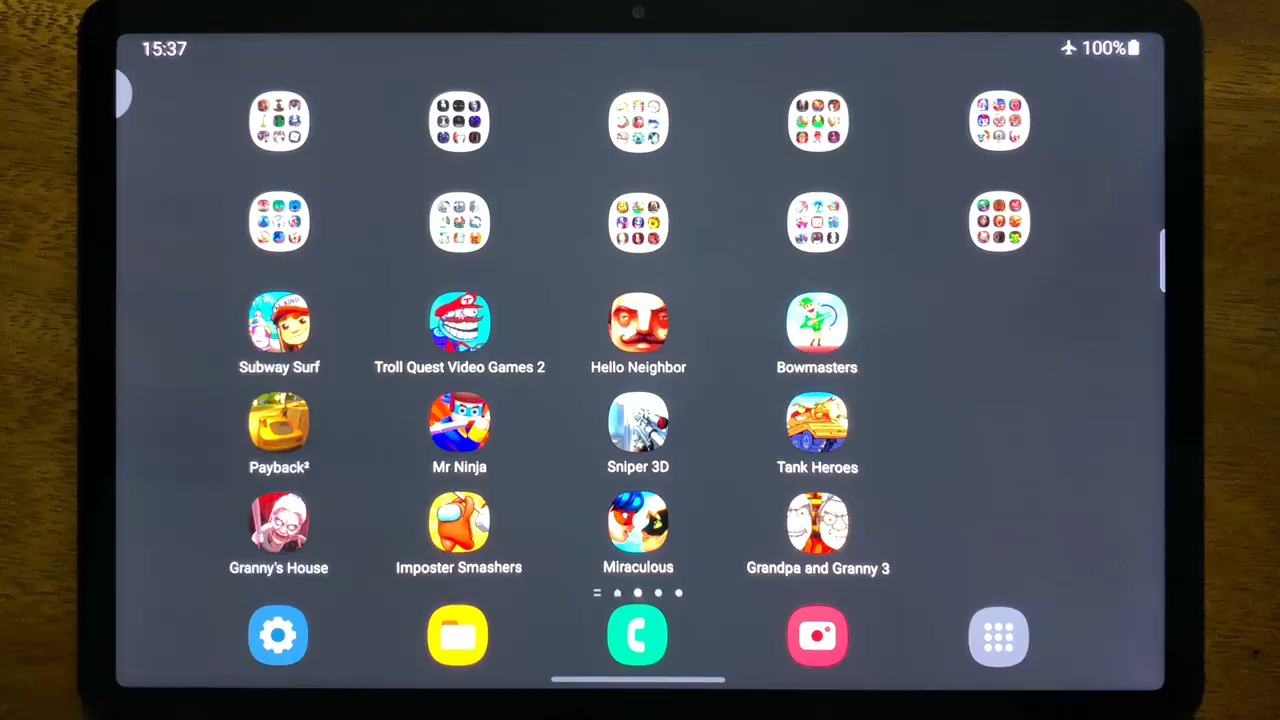 15:37
100%
Subway Surf
Troll Quest Video Games 2
Hello Neighbor
Bowmasters
Payback²
Mr Ninja
Sniper 3D
Tank Heroes
Granny's House
Imposter Smashers
Miraculous
Grandpa and Granny 3